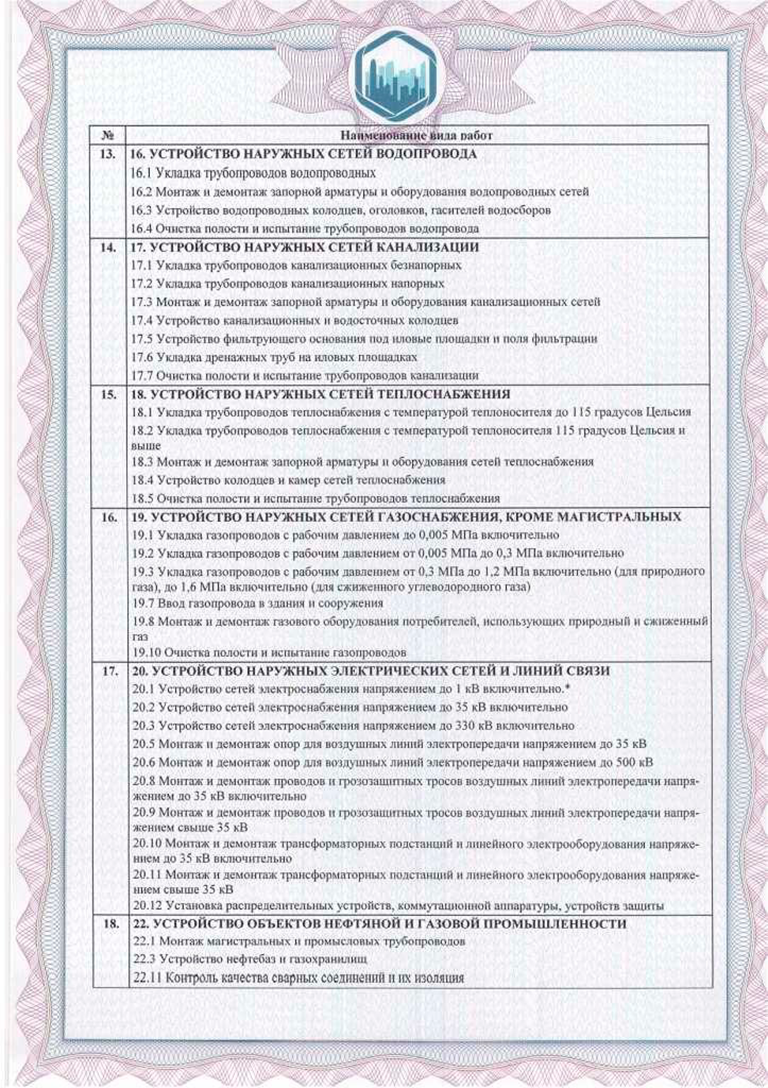 № Наименование вида работ
13. 16. УСТРОЙСТВО НАРУЖНЫХ СЕТЕЙ ВОДОПРОВОДА
16.1 Укладка трубопроводов водопроводных
16.2 Монтаж и демонтаж запорной арматуры и оборудования водопроводных сетей
16.3 Устройство водопроводных колодцев, оголовков, гасителей водосборов
16.4 Очистка полости и испытание трубопроводов водопровода
14. 17. УСТРОЙСТВО НАРУЖНЫХ СЕТЕЙ КАНАЛИЗАЦИИ
17.1 Укладка трубопроводов канализационных безнапорных
17.2 Укладка трубопроводов канализационных напорных
17.3 Монтаж и демонтаж запорной арматуры и оборудования канализационных сетей
17.4 Устройство канализационных и водосточных колодцев
17.5 Устройство фильтрующего основания под иловые площадки и поля фильтрации
17.6 Укладка дренажных труб на иловых площадках
17.7 Очистка полости и испытание трубопроводов канализации
15. 18. УСТРОЙСТВО НАРУЖНЫХ СЕТЕЙ ТЕПЛОСНАБЖЕНИЯ
18.1 Укладка трубопроводов теплоснабжения с температурой теплоносителя до 115 градусов Цельсия
18.2 Укладка трубопроводов теплоснабжения с температурой теплоносителя 115 градусов Цельсия и
выше
18.3 Монтаж и демонтаж запорной арматуры и оборудования сетей теплоснабжения
18.4 Устройство колодцев и камер сетей теплоснабжения
18.5 Очистка полости и испытание трубопроводов теплоснабжения
16. 19. УСТРОЙСТВО НАРУЖНЫХ СЕТЕЙ ГАЗОСНАБЖЕНИЯ, КРОМЕ МАГИСТРАЛЬНЫХ
19.1 Укладка газопроводов с рабочим давлением до 0,005 МПа включительно
19.2 Укладка газопроводов с рабочим давлением от 0,005 МПа до 0,3 МПа включительно
19.3 Укладка газопроводов с рабочим давлением от 0,3 МПа до 1,2 МПа включительно (для природного
газа), до 1,6 МПа включительно (для сжиженного углеводородного газа)
19.7 Ввод газопровода в здания и сооружения
19.8 Монтаж и демонтаж газового оборудования потребителей, использующих природный и сжиженный
газ
19.10 Очистка полости и испытание газопроводов
17. 20. УСТРОЙСТВО НАРУЖНЫХ ЭЛЕКТРИЧЕСКИХ СЕТЕЙ И ЛИНИЙ СВЯЗИ
20.1 Устройство сетей электроснабжения напряжением до 1 кВ включительно.*
20.2 Устройство сетей электроснабжения напряжением до 35 кВ включительно
20.3 Устройство сетей электроснабжения напряжением до 330 кВ включительно
20.5 Монтаж и демонтаж опор для воздушных линий электропередачи напряжением до 35 кВ
20.6 Монтаж и демонтаж опор для воздушных линий электропередачи напряжением до 500 кВ
20.8 Монтаж и демонтаж проводов и грозозащитных тросов воздушных линий электропередачи напря-
жением до 35 кВ включительно
20.9 Монтаж и демонтаж проводов и грозозащитных тросов воздушных линий электропередачи напря-
жением свыше 35 кВ
20.10 Монтаж и демонтаж трансформаторных подстанций и линейного электрооборудования напряже-
нием до 35 кВ включительно
20.11 Монтаж и демонтаж трансформаторных подстанций и линейного электрооборудования напряже-
нием свыше 35 кВ
20.12 Установка распределительных устройств, коммутационной аппаратуры, устройств защиты
18. 22. УСТРОЙСТВО ОБЪЕКТОВ НЕФТЯНОЙ И ГАЗОВОЙ ПРОМЫШЛЕННОСТИ
22.1 Монтаж магистральных и промысловых трубопроводов
22.3 Устройство нефтебаз и газохранилищ
22.11 Контроль качества сварных соединений и их изоляция